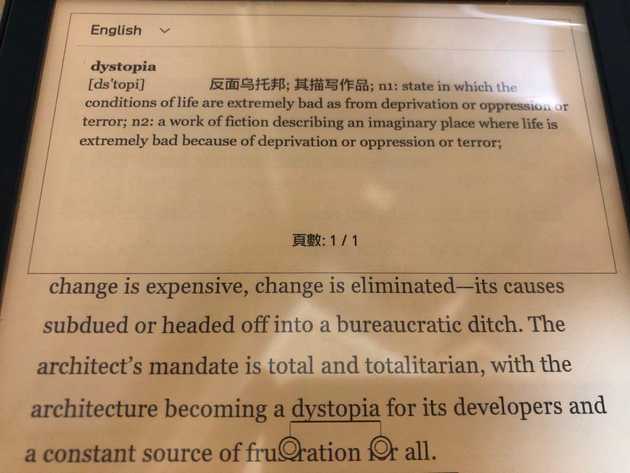 English
dystopia
[ds'topi] 反面乌托邦; 其描写作品; n1: state in which the
conditions of life are extremely bad as from deprivation or oppression or
terror; n2: a work of fiction describing an imaginary place where life is
extremely bad because of deprivation or oppression or terror;
頁數: 1 / 1
change is expensive, change is eliminated—its causes
subdued or headed off into a bureaucratic ditch. The
architect's mandate is total and totalitarian, with the
architecture becoming a dystopia for its developers and
a constant source of frustration for all.